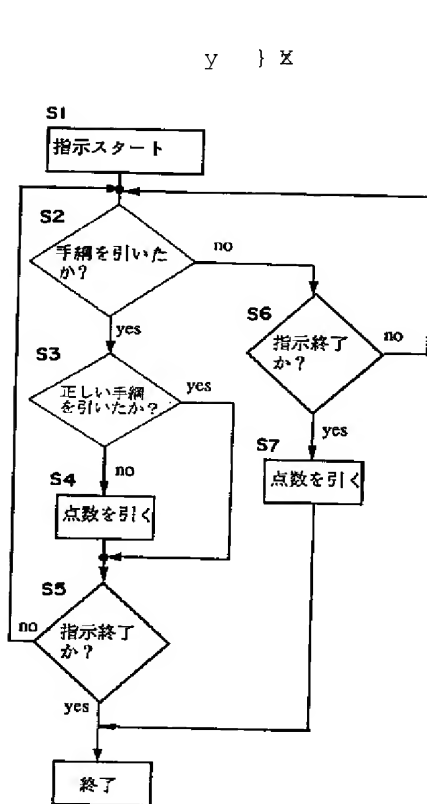 y }
S1
指示スタート
S2
手綱を引いた
か?
no
yes
S6
指示終了
か?
no
yes
S3
正しい手綱
を引いたか?
yes
no
S7
点数を引く
S4
点数を引く
S5
指示終了
か?
no
yes
終了